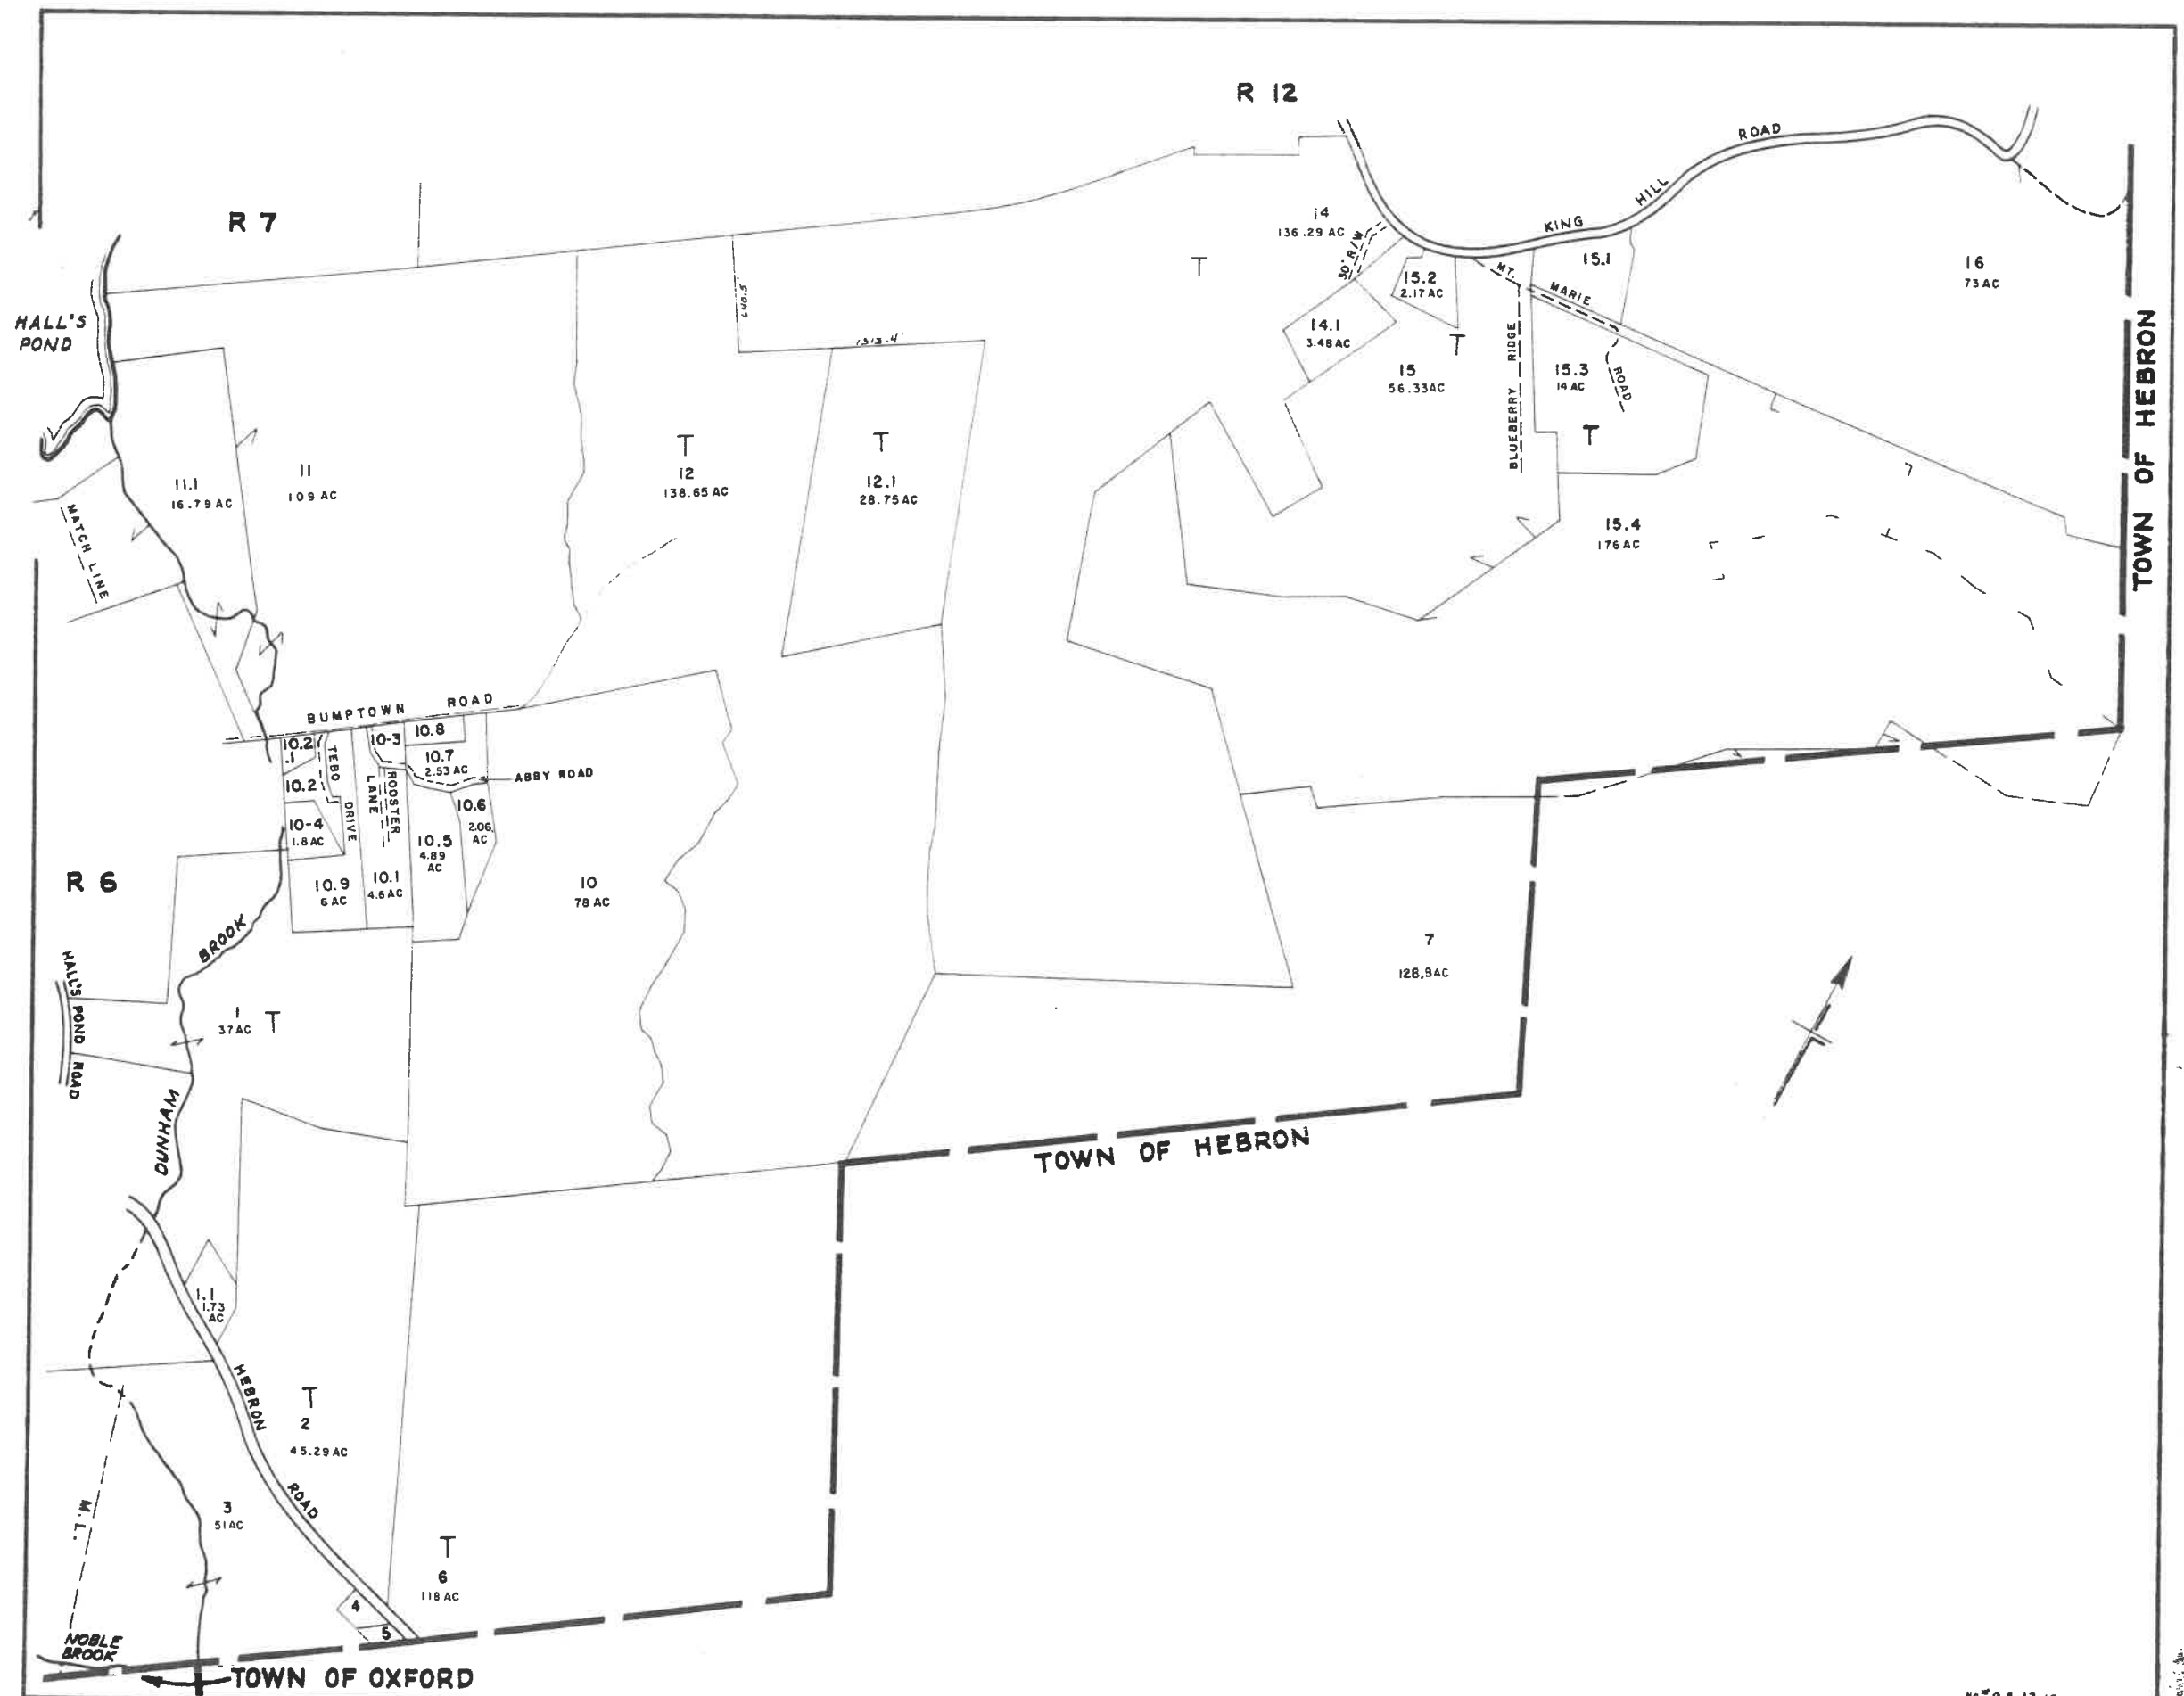 R 12
R 7
KING HILL ROAD
14
136.29 AC
30' R/W
15.2
2.17 AC
MT. MARIE ROAD
15.1
16
73 AC
HALL'S
POND
1313.4'
14.1
3.48 AC
T
T
15
56.33 AC
BLUEBERRY RIDGE
15.3
14 AC
T
TOWN OF HEBRON
11.1
16.79 AC
11
109 AC
T
12
138.65 AC
T
12.1
28.75 AC
MATCH LINE
15.4
176 AC
BUMPTOWN ROAD
10.2
.1
10-3
10.8
10.7
2.53 AC
ABBY ROAD
TEBO DRIVE
ROOSTER
LANE
10.2
10-4
1.8 AC
10.6
2.06
AC
10.5
4.89
AC
10.9
6 AC
10.1
4.6 AC
10
78 AC
R 6
7
128.9 AC
HALL'S POND ROAD
DUNHAM BROOK
1
37 AC
T
TOWN OF HEBRON
1.1
1.73
AC
HEBRON ROAD
T
2
45.29 AC
3
51 AC
M.L.
T
6
118 AC
4
5
NOBLE
BROOK
TOWN OF OXFORD